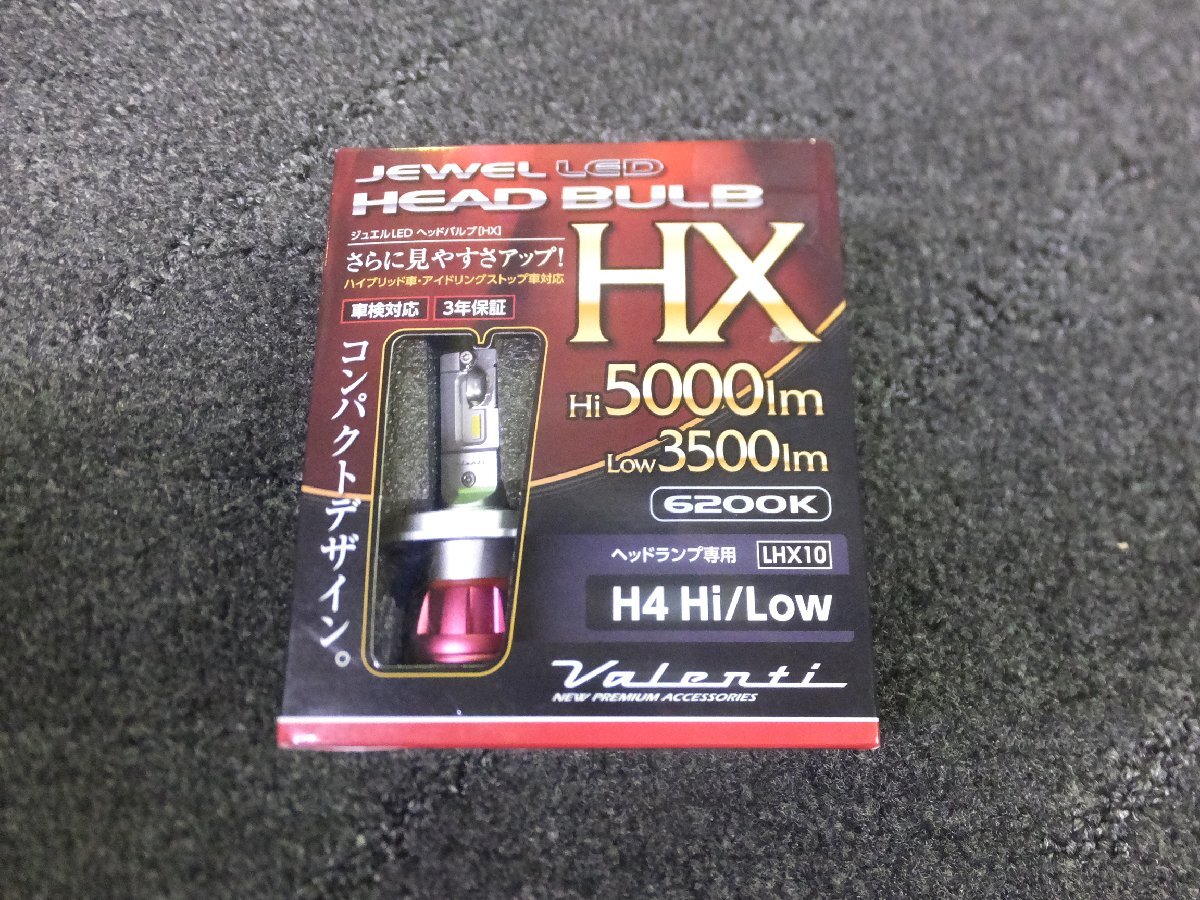 JEWEL LED
HEAD BULB
HX
ジュエルLED ヘッドバルブ[HX]
さらに見やすさアップ!
ハイブリッド車・アイドリングストップ車対応
車検対応
3年保証
コンパクトデザイン。
Hi 5000lm
Low 3500lm
6200K
ヘッドランプ専用 LHX10
H4 Hi/Low
Valenti
NEW PREMIUM ACCESSORIES